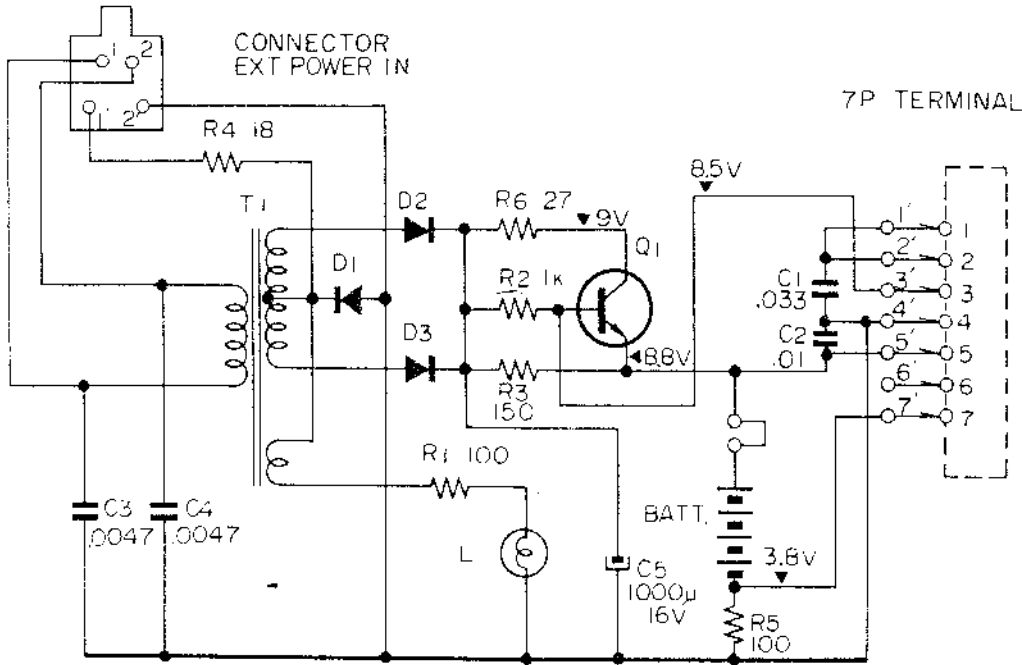 CONNECTOR
EXT POWER IN
1 2
1' 2'
7P TERMINAL
R4 18
8.5V
T1
D2
R6 27
9V
Q1
1' 1
2' 2
D1
R2 1K
C1
.033
3' 3
4' 4
D3
8.8V
C2
.01
5' 5
R3
150
6' 6
7' 7
R1 100
C3
.0047
C4
.0047
BATT.
L
C5
1000μ
16V
3.8V
R5
100